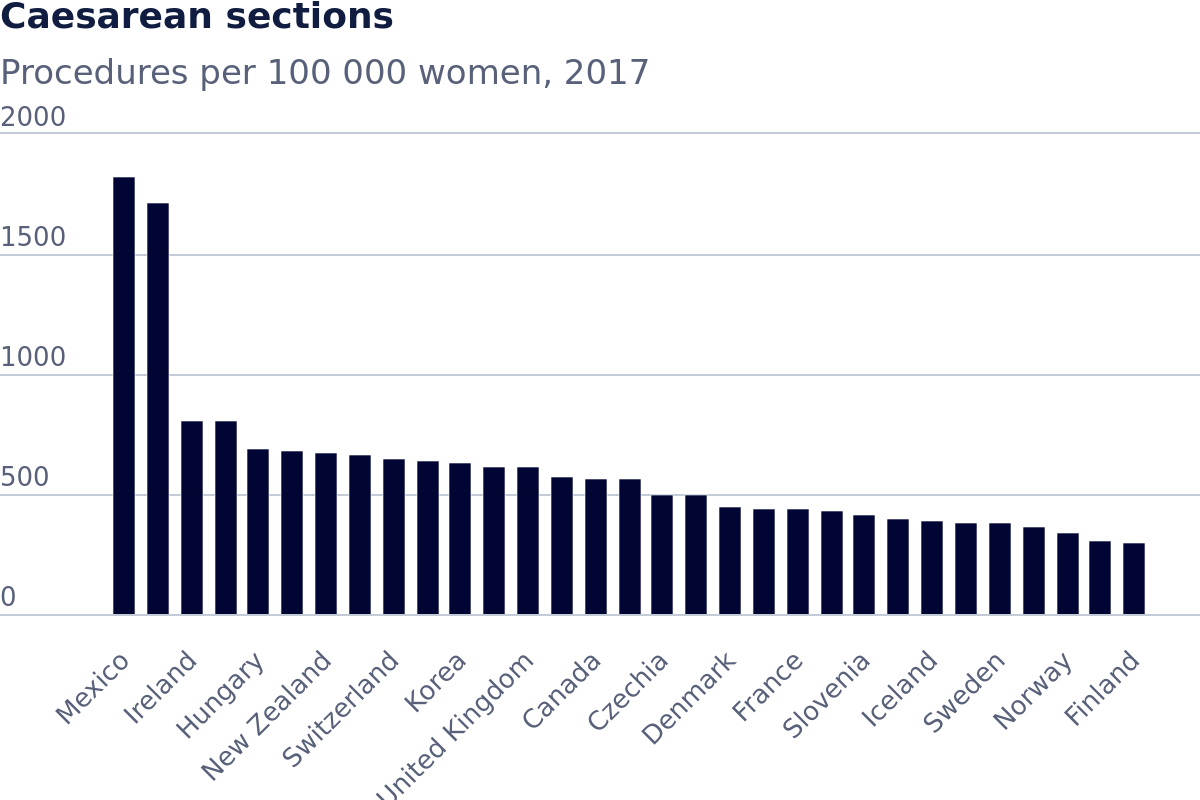 Caesarean sections
Procedures per 100 000 women, 2017
2000
1500
1000
500
0
Mexico
Ireland
Hungary
New Zealand
Switzerland
Korea
United Kingdom
Canada
Czechia
Denmark
France
Slovenia
Iceland
Sweden
Norway
Finland